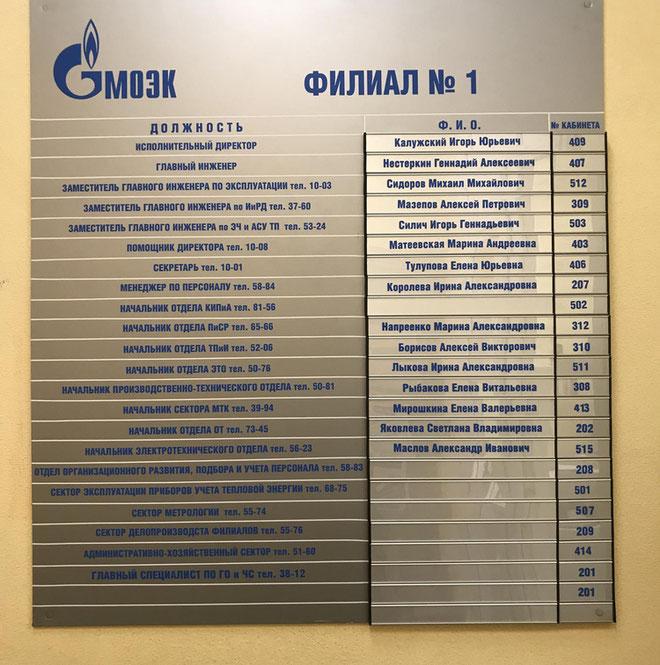 МОЭК
ФИЛИАЛ № 1
ДОЛЖНОСТЬ Ф. И. О. № КАБИНЕТА
ИСПОЛНИТЕЛЬНЫЙ ДИРЕКТОР Калужский Игорь Юрьевич 409
ГЛАВНЫЙ ИНЖЕНЕР Нестеркин Геннадий Алексеевич 407
ЗАМЕСТИТЕЛЬ ГЛАВНОГО ИНЖЕНЕРА ПО ЭКСПЛУАТАЦИИ тел. 10-03 Сидоров Михаил Михайлович 512
ЗАМЕСТИТЕЛЬ ГЛАВНОГО ИНЖЕНЕРА по ИиРД тел. 37-60 Мазепов Алексей Петрович 309
ЗАМЕСТИТЕЛЬ ГЛАВНОГО ИНЖЕНЕРА по ЭЧ и АСУ ТП тел. 53-24 Силич Игорь Геннадьевич 503
ПОМОЩНИК ДИРЕКТОРА тел. 10-08 Матеевская Марина Андреевна 403
СЕКРЕТАРЬ тел. 10-01 Тулупова Елена Юрьевна 406
МЕНЕДЖЕР ПО ПЕРСОНАЛУ тел. 58-84 Королева Ирина Александровна 207
НАЧАЛЬНИК ОТДЕЛА КИПиА тел. 81-56 502
НАЧАЛЬНИК ОТДЕЛА ПиСР тел. 65-66 Напреенко Марина Александровна 312
НАЧАЛЬНИК ОТДЕЛА ТПиИ тел. 52-06 Борисов Алексей Викторович 310
НАЧАЛЬНИК ОТДЕЛА ЭТО тел. 50-76 Лыкова Ирина Александровна 511
НАЧАЛЬНИК ПРОИЗВОДСТВЕННО-ТЕХНИЧЕСКОГО ОТДЕЛА тел. 50-81 Рыбакова Елена Витальевна 308
НАЧАЛЬНИК СЕКТОРА МТК тел. 39-94 Мирошкина Елена Валерьевна 413
НАЧАЛЬНИК ОТДЕЛА ОТ тел. 73-45 Яковлева Светлана Владимировна 202
НАЧАЛЬНИК ЭЛЕКТРОТЕХНИЧЕСКОГО ОТДЕЛА тел. 56-23 Маслов Александр Иванович 515
ОТДЕЛ ОРГАНИЗАЦИОННОГО РАЗВИТИЯ, ПОДБОРА И УЧЕТА ПЕРСОНАЛА тел. 58-83 208
СЕКТОР ЭКСПЛУАТАЦИИ ПРИБОРОВ УЧЕТА ТЕПЛОВОЙ ЭНЕРГИИ тел. 68-75 501
СЕКТОР МЕТРОЛОГИИ тел. 55-74 507
СЕКТОР ДЕЛОПРОИЗВОДСТА ФИЛИАЛОВ тел. 55-76 209
АДМИНИСТРАТИВНО-ХОЗЯЙСТВЕННЫЙ СЕКТОР тел. 51-60 414
ГЛАВНЫЙ СПЕЦИАЛИСТ ПО ГО и ЧС тел. 38-12 201
201